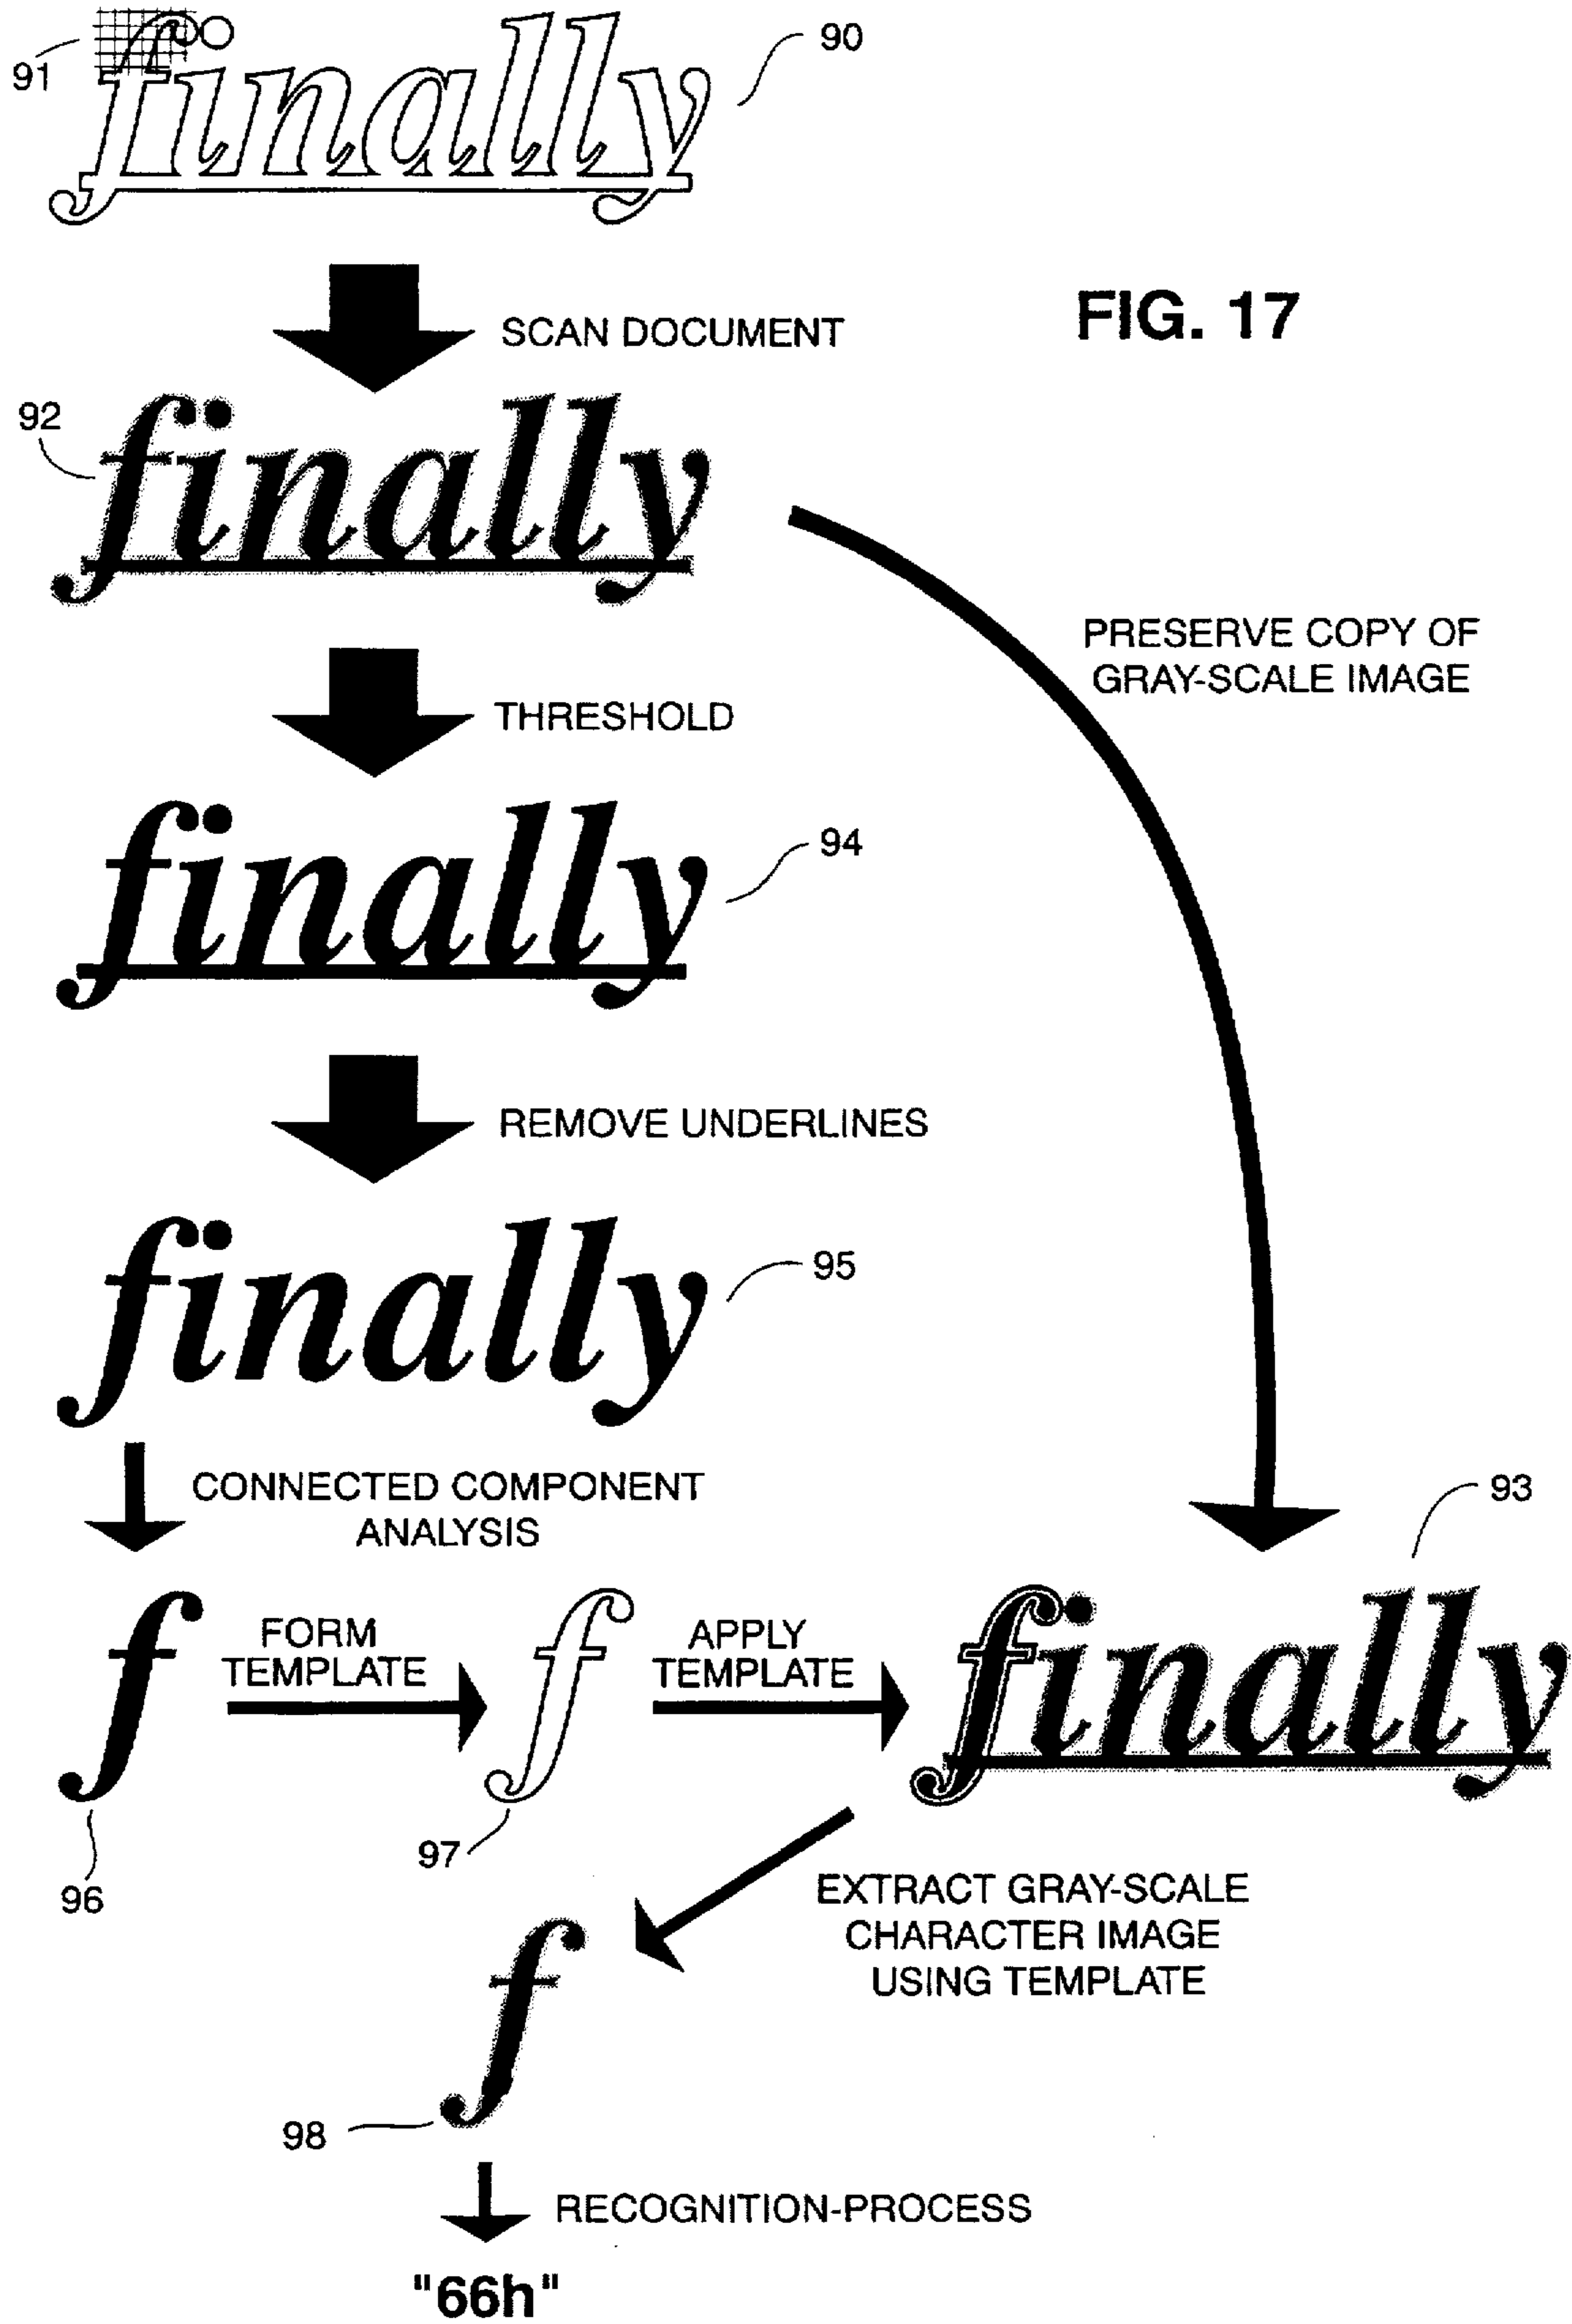 91
finally
90
SCAN DOCUMENT
FIG. 17
92
finally
PRESERVE COPY OF
GRAY-SCALE IMAGE
THRESHOLD
finally
94
REMOVE UNDERLINES
finally
95
CONNECTED COMPONENT
ANALYSIS
93
f
FORM
TEMPLATE
f
APPLY
TEMPLATE
finally
96
97
EXTRACT GRAY-SCALE
CHARACTER IMAGE
USING TEMPLATE
f
98
RECOGNITION-PROCESS
"66h"